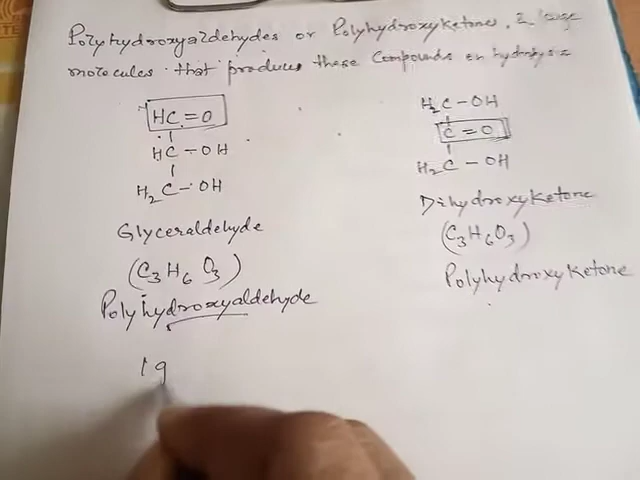 Polyhydroxyaldehydes or Polyhydroxyketones, & large
molecules that produces these Compounds on hydrolysis
HC=O
HC-OH
H2C-OH
Glyceraldehyde
(C3H6O3)
Polyhydroxyaldehyde
H2C-OH
C=O
H2C-OH
Dihydroxyketone
(C3H6O3)
Polyhydroxyketone
1g